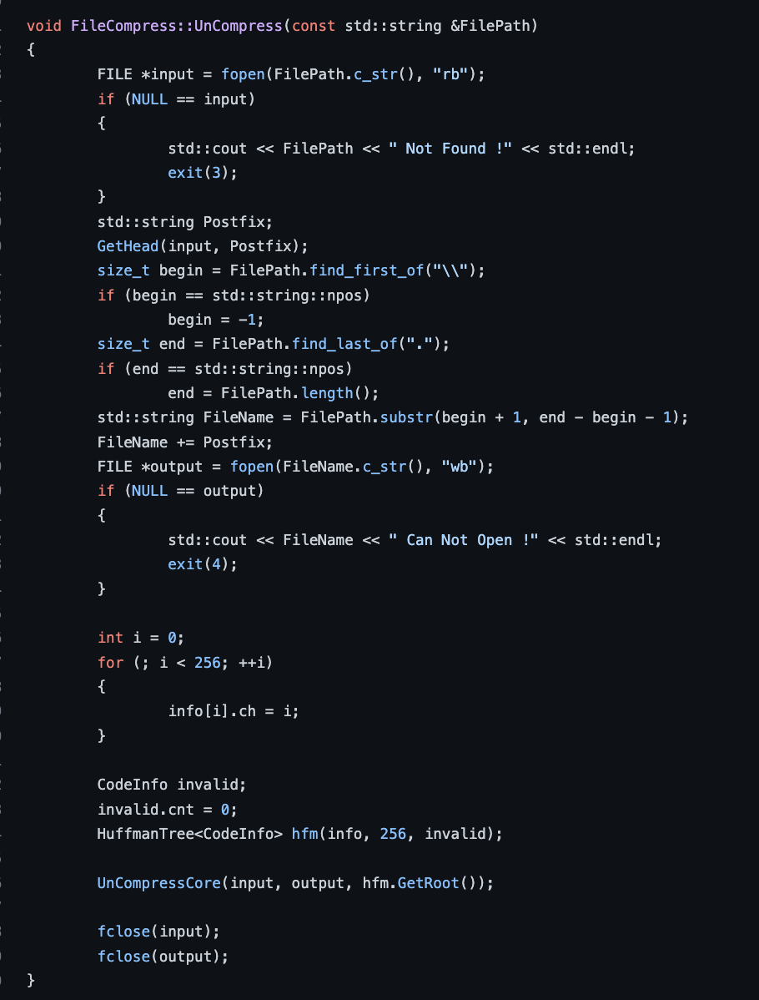 void FileCompress::UnCompress(const std::string &FilePath)
{
        FILE *input = fopen(FilePath.c_str(), "rb");
        if (NULL == input)
        {
                std::cout << FilePath << " Not Found !" << std::endl;
                exit(3);
        }
        std::string Postfix;
        GetHead(input, Postfix);
        size_t begin = FilePath.find_first_of("\\");
        if (begin == std::string::npos)
                begin = -1;
        size_t end = FilePath.find_last_of(".");
        if (end == std::string::npos)
                end = FilePath.length();
        std::string FileName = FilePath.substr(begin + 1, end - begin - 1);
        FileName += Postfix;
        FILE *output = fopen(FileName.c_str(), "wb");
        if (NULL == output)
        {
                std::cout << FileName << " Can Not Open !" << std::endl;
                exit(4);
        }

        int i = 0;
        for (; i < 256; ++i)
        {
                info[i].ch = i;
        }

        CodeInfo invalid;
        invalid.cnt = 0;
        HuffmanTree<CodeInfo> hfm(info, 256, invalid);

        UnCompressCore(input, output, hfm.GetRoot());

        fclose(input);
        fclose(output);
}